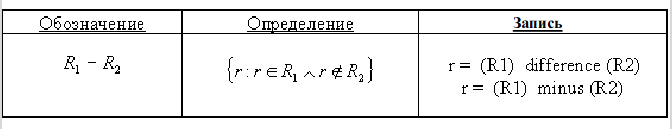 Обозначение Определение Запись
R₁ − R₂ {r : r ∈ R₁ ∧ r ∉ R₂} r = (R1) difference (R2)
r = (R1) minus (R2)